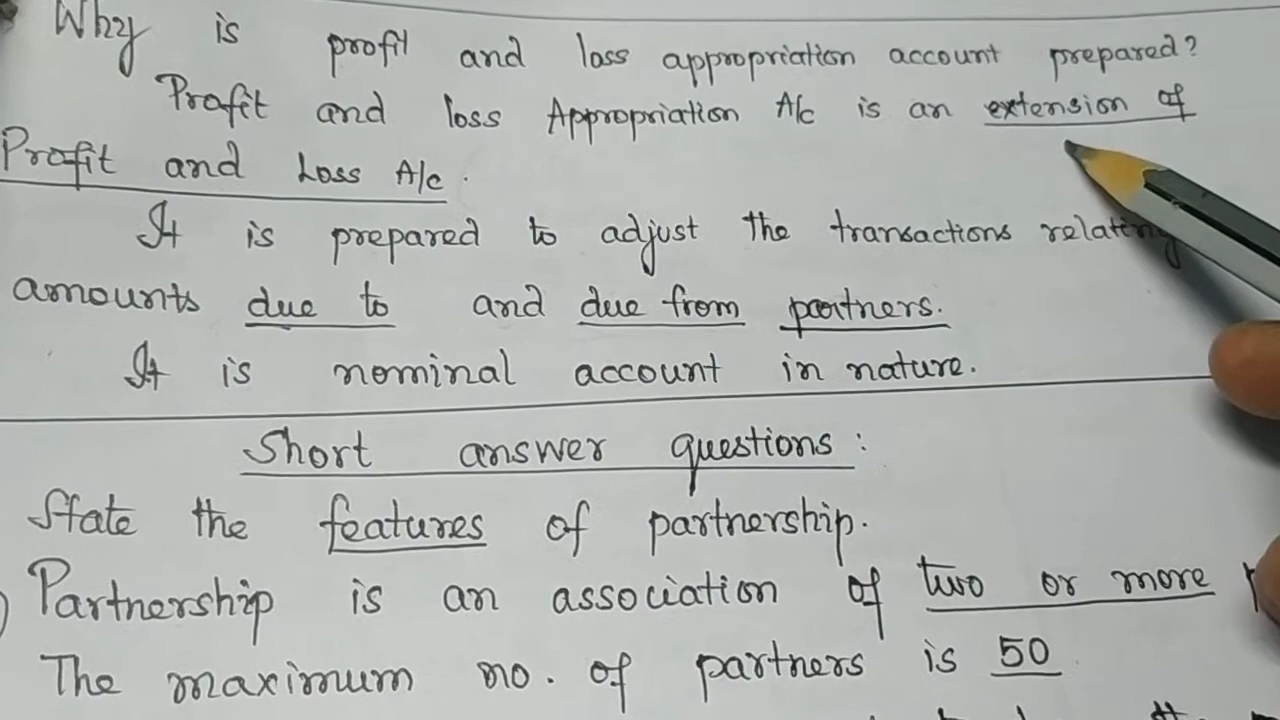 Why is profit and loss appropriation account prepared?
Profit and loss Appropriation A/c is an extension of
Profit and Loss A/c.
It is prepared to adjust the transactions relating
amounts due to and due from partners.
It is nominal account in nature.
Short answer questions:
State the features of partnership.
Partnership is an association of two or more
The maximum no. of partners is 50